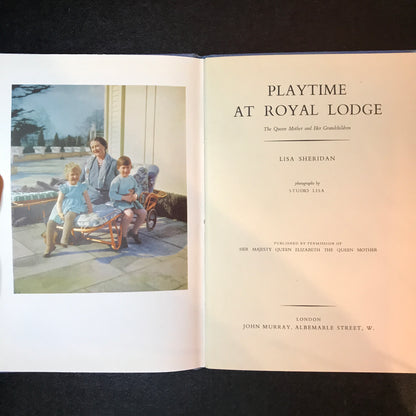 PLAYTIME
AT ROYAL LODGE
The Queen Mother and Her Grandchildren
LISA SHERIDAN
photographs by
STUDIO LISA
PUBLISHED BY PERMISSION OF
HER MAJESTY QUEEN ELIZABETH THE QUEEN MOTHER
LONDON
JOHN MURRAY, ALBEMARLE STREET, W.